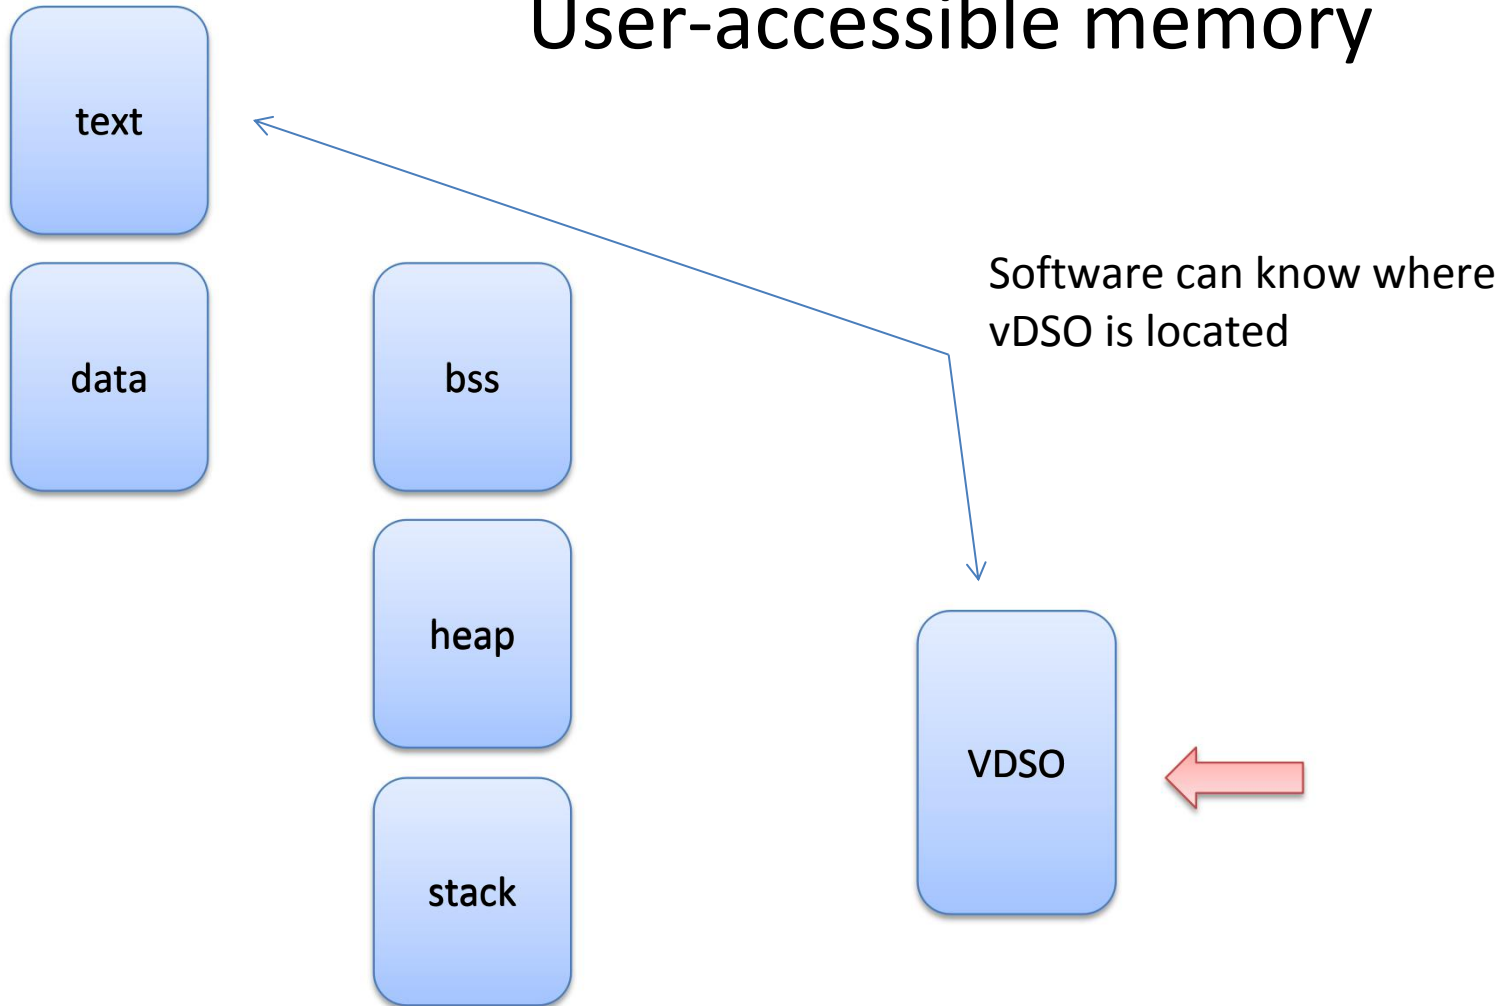 User-accessible memory
text
Software can know where
vDSO is located
data
bss
heap
VDSO
stack